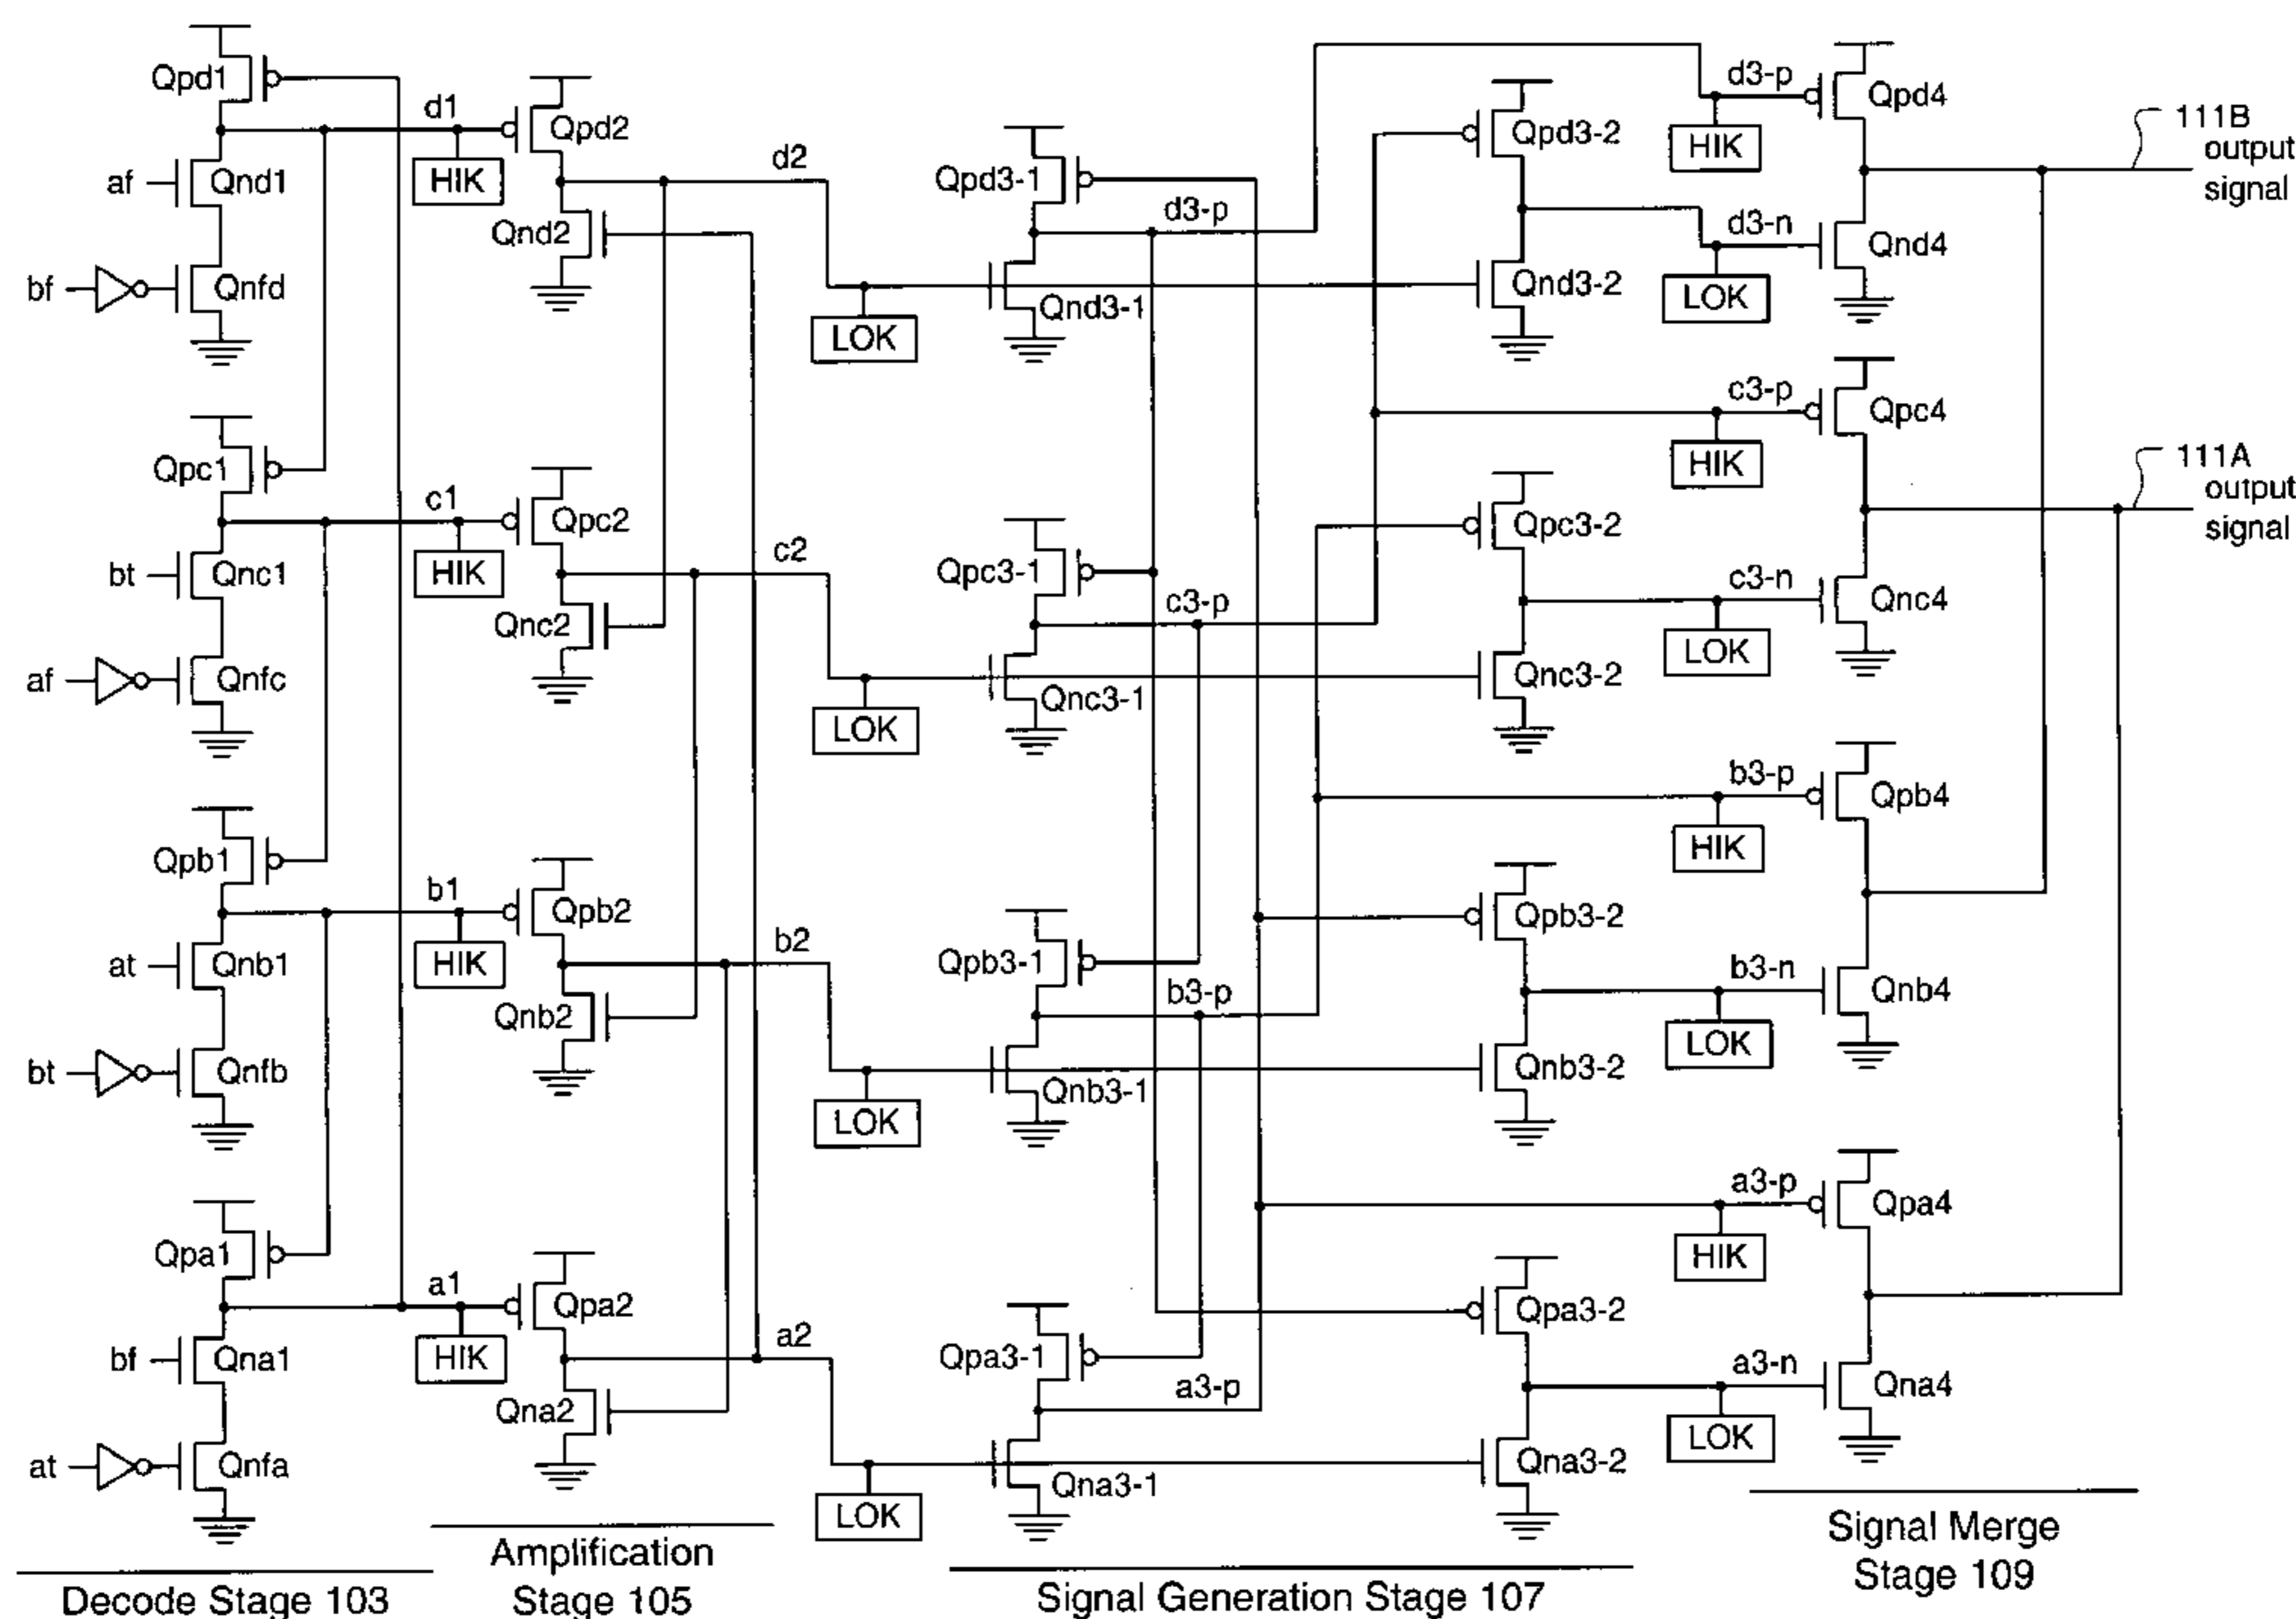 Qpd1
af
Qnd1
bf
Qnfd
d1
HIK
Qpd2
Qnd2
d2
LOK
Qpd3-1
d3-p
Qnd3-1
Qpd3-2
Qnd3-2
d3-p
HIK
d3-n
LOK
Qpd4
Qnd4
111B
output
signal
Qpc1
bt
Qnc1
af
Qnfc
c1
HIK
Qpc2
Qnc2
c2
LOK
Qpc3-1
c3-p
Qnc3-1
Qpc3-2
Qnc3-2
c3-p
HIK
c3-n
LOK
Qpc4
Qnc4
111A
output
signal
Qpb1
at
Qnb1
bt
Qnfb
b1
HIK
Qpb2
Qnb2
b2
LOK
Qpb3-1
b3-p
Qnb3-1
Qpb3-2
Qnb3-2
b3-p
HIK
b3-n
LOK
Qpb4
Qnb4
Qpa1
bf
Qna1
at
Qnfa
a1
HIK
Qpa2
Qna2
a2
LOK
Qpa3-1
a3-p
Qna3-1
Qpa3-2
Qna3-2
a3-p
HIK
a3-n
LOK
Qpa4
Qna4
Decode Stage 103
Amplification
Stage 105
Signal Generation Stage 107
Signal Merge
Stage 109